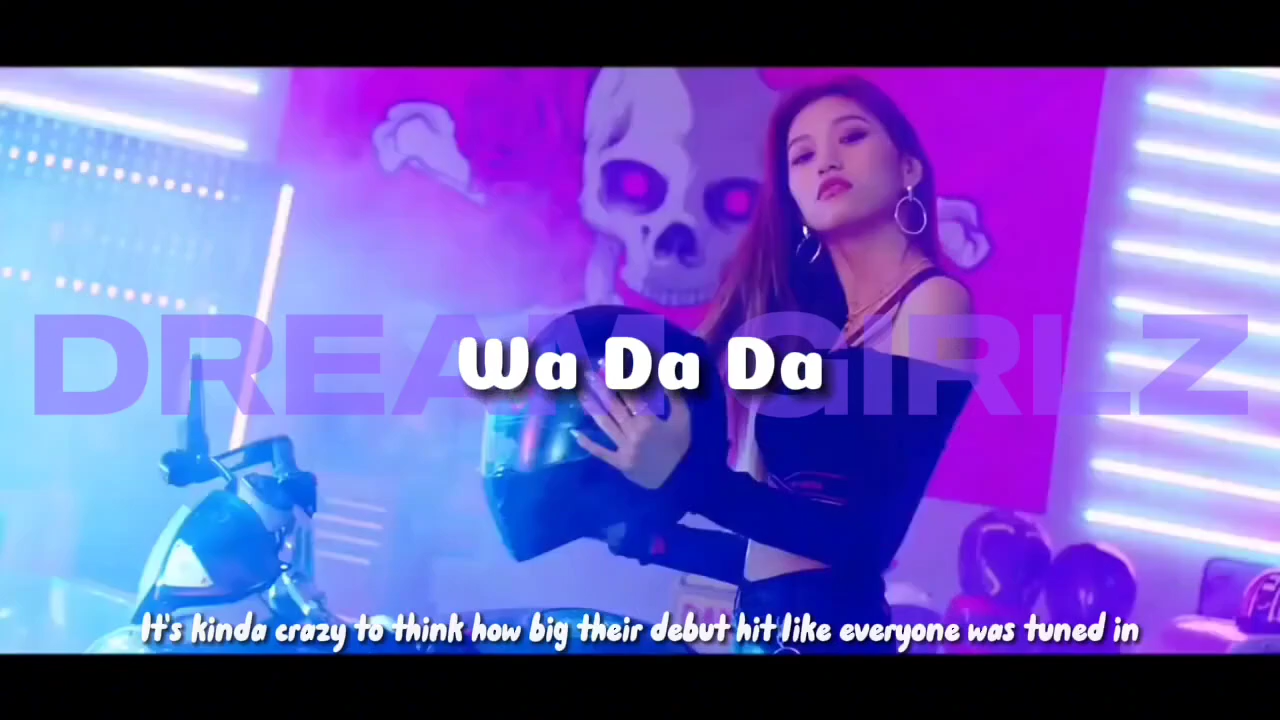 DREAM GIRLZ
Wa Da Da
It's kinda crazy to think how big their debut hit like everyone was tuned in